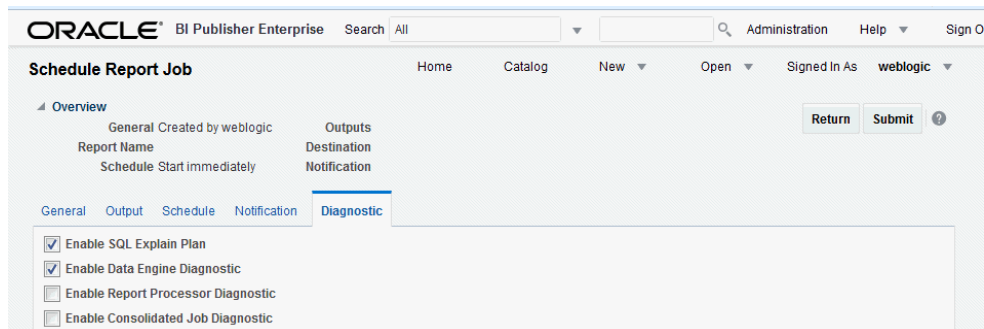 ORACLE BI Publisher Enterprise Search All Administration Help Sign O
Schedule Report Job Home Catalog New Open Signed In As weblogic
Overview
General Created by weblogic Outputs
Return Submit ?
Report Name Destination
Schedule Start immediately Notification
General Output Schedule Notification Diagnostic
Enable SQL Explain Plan
Enable Data Engine Diagnostic
Enable Report Processor Diagnostic
Enable Consolidated Job Diagnostic